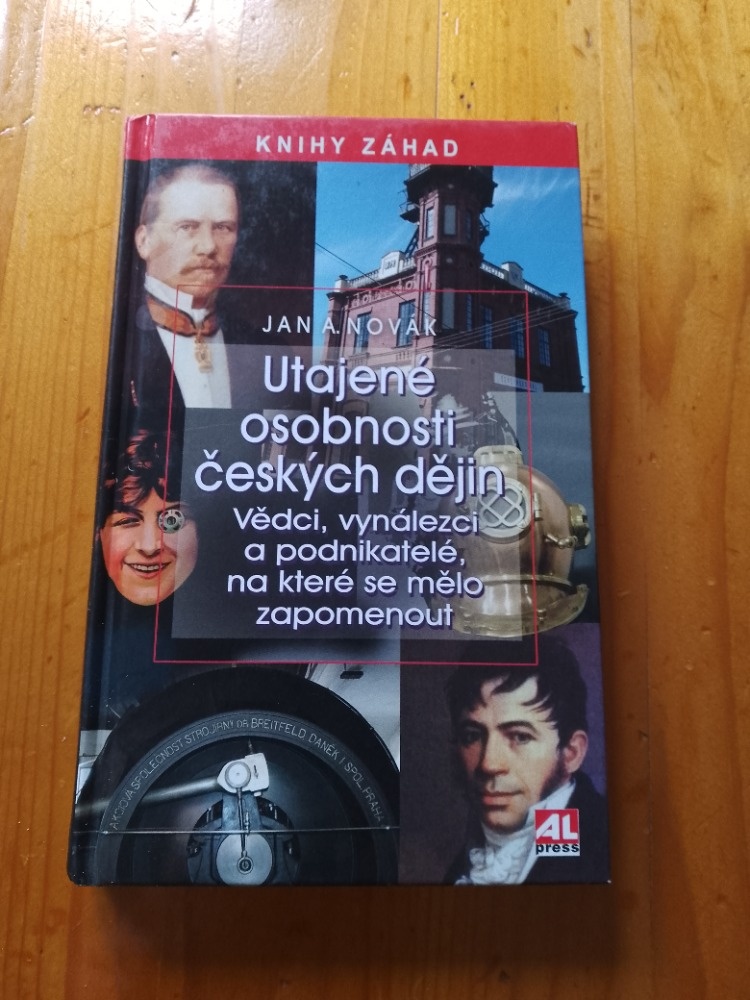 KNIHY ZÁHAD
JAN A. NOVÁK
Utajené
osobnosti
českých dějin
Vědci, vynálezci
a podnikatelé,
na které se mělo
zapomenout
AKCIOVÁ SPOLEČNOST STROJÍRNY DŘ BREITFELD, DANĚK I SPOL. PRAHA
AL
press